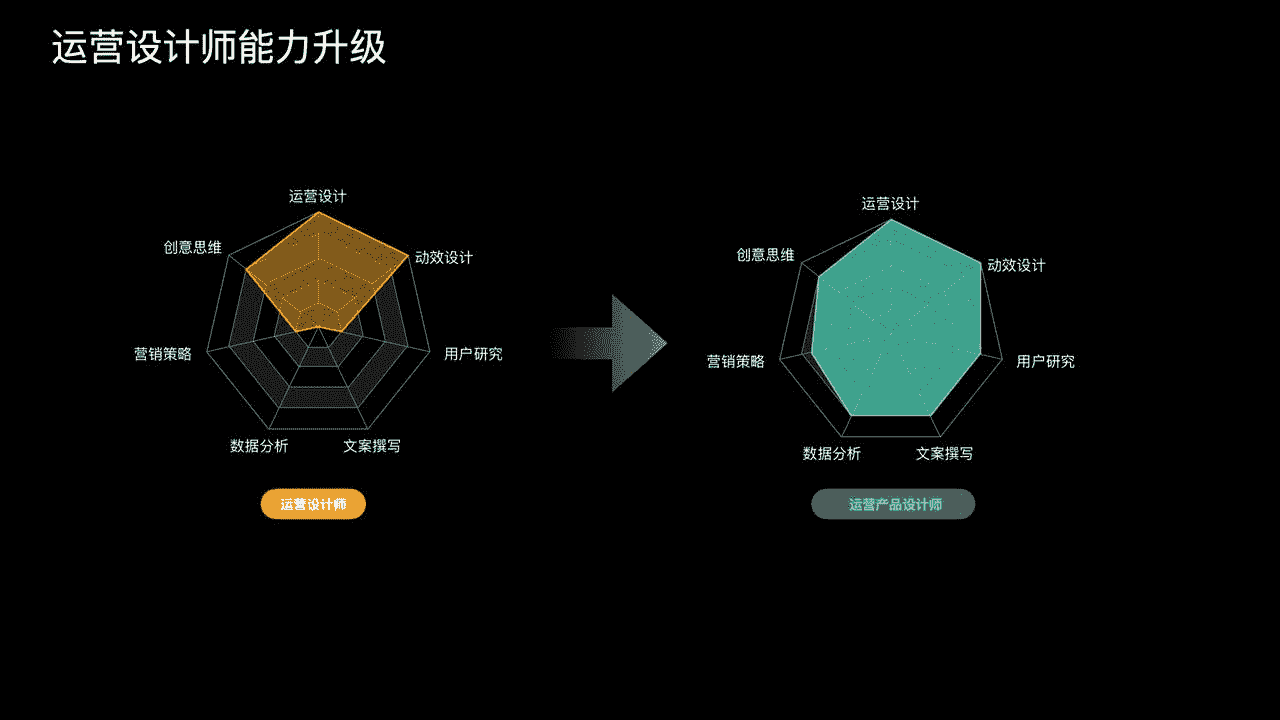 运营设计师能力升级
运营设计
创意思维
动效设计
营销策略
用户研究
数据分析
文案撰写
运营设计师
运营设计
创意思维
动效设计
营销策略
用户研究
数据分析
文案撰写
运营产品设计师